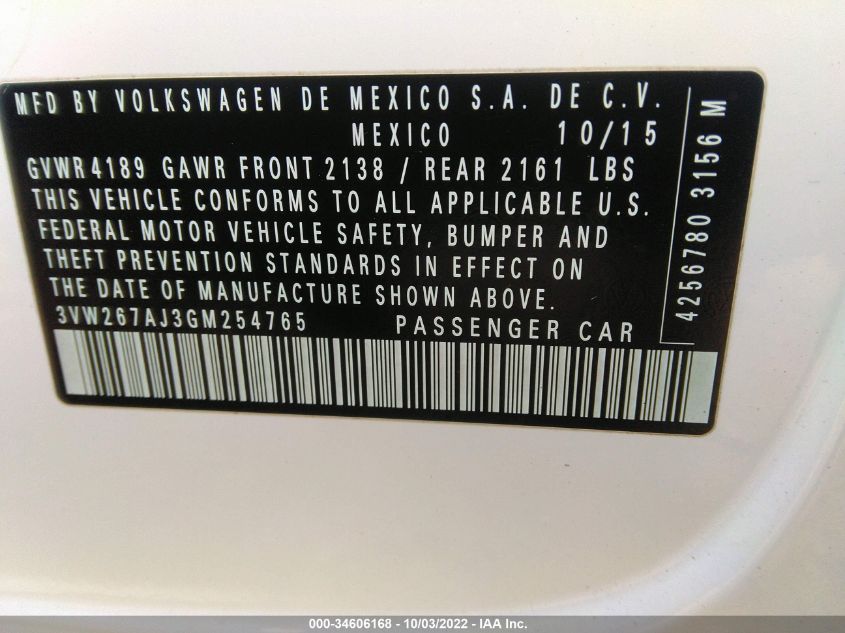 MFD BY VOLKSWAGEN DE MEXICO S.A. DE C.V.
MEXICO 10/15
GVWR 4189 GAWR FRONT 2138 / REAR 2161 LBS
THIS VEHICLE CONFORMS TO ALL APPLICABLE U.S.
FEDERAL MOTOR VEHICLE SAFETY, BUMPER AND
THEFT PREVENTION STANDARDS IN EFFECT ON
THE DATE OF MANUFACTURE SHOWN ABOVE.
3VW267AJ3GM254765 PASSENGER CAR
4256780 3156 M
000-34606168 - 10/03/2022 - IAA Inc.